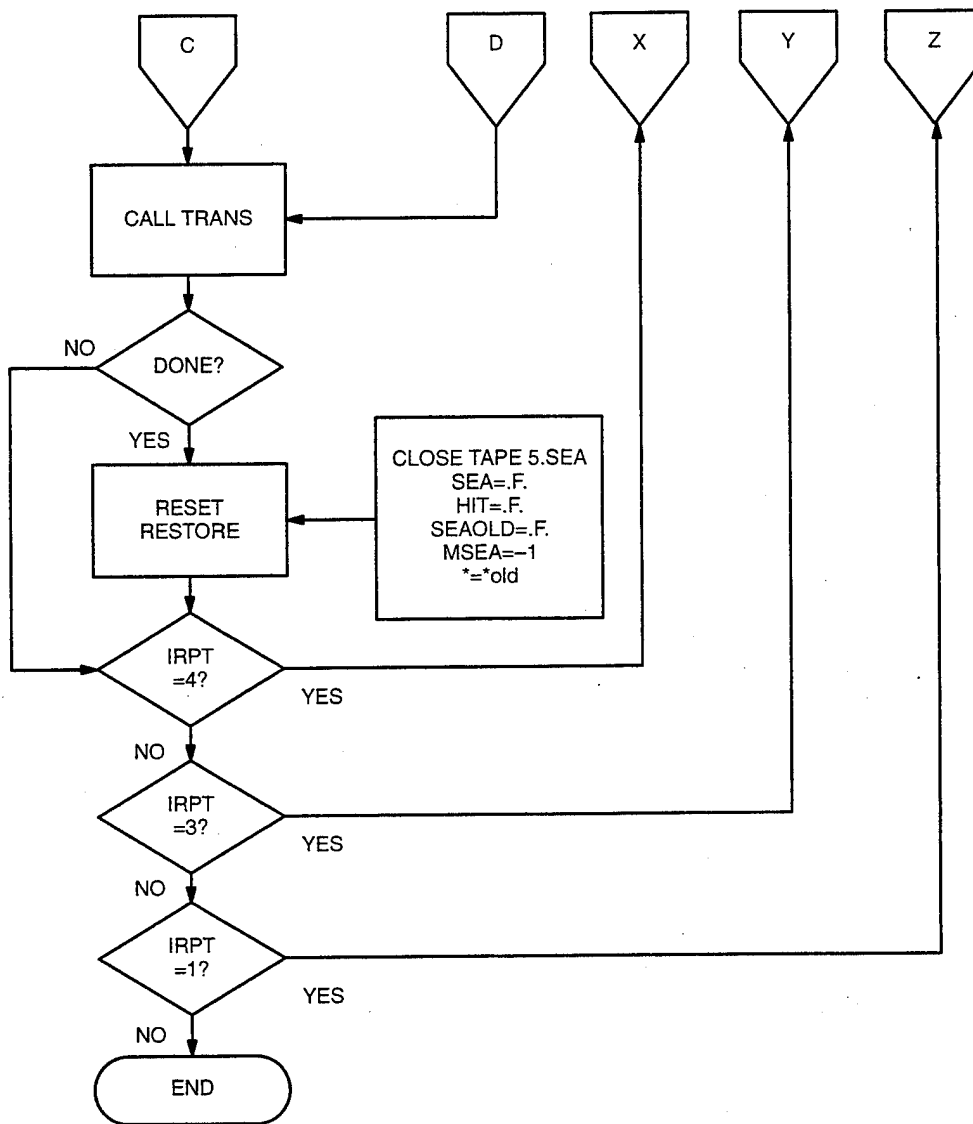 C
D
X
Y
Z
CALL TRANS
NO
DONE?
YES
CLOSE TAPE 5.SEA
SEA=.F.
HIT=.F.
SEAOLD=.F.
MSEA=–1
*=*old
RESET
RESTORE
IRPT
=4?
YES
NO
IRPT
=3?
YES
NO
IRPT
=1?
YES
NO
END